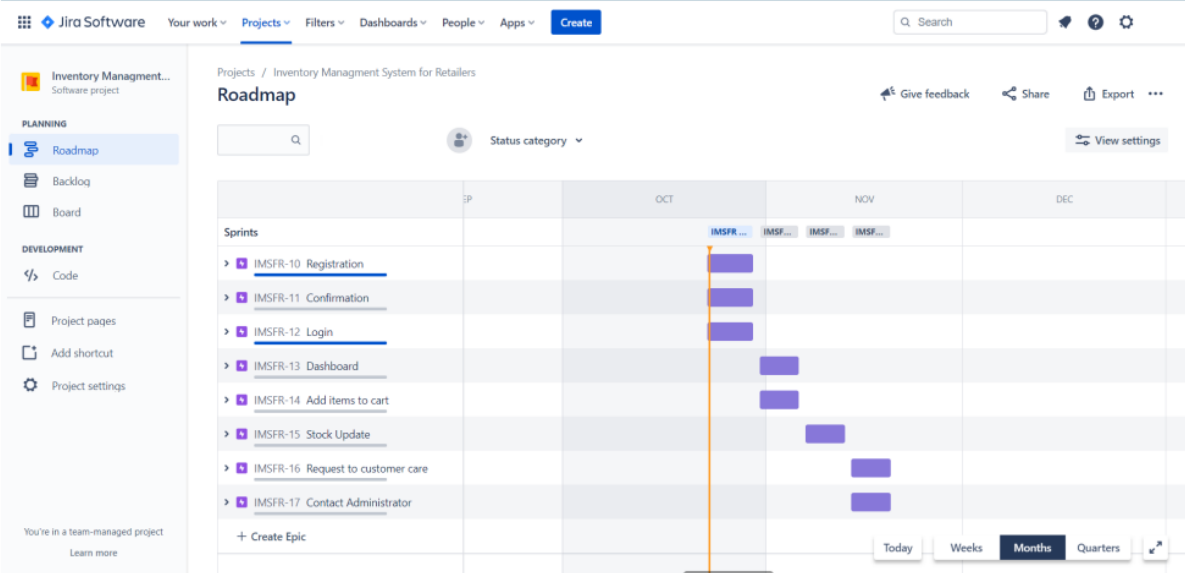 Jira Software Your work Projects Filters Dashboards People Apps Create Search
Inventory Managment...
Software project
PLANNING
Roadmap
Backlog
Board
DEVELOPMENT
Code
Project pages
Add shortcut
Project settings
You're in a team-managed project
Learn more
Projects / Inventory Managment System for Retailers
Roadmap
Give feedback Share Export
Status category View settings
EP OCT NOV DEC
Sprints IMSFR ... IMSF... IMSF... IMSF...
IMSFR-10 Registration
IMSFR-11 Confirmation
IMSFR-12 Login
IMSFR-13 Dashboard
IMSFR-14 Add items to cart
IMSFR-15 Stock Update
IMSFR-16 Request to customer care
IMSFR-17 Contact Administrator
+ Create Epic
Today Weeks Months Quarters